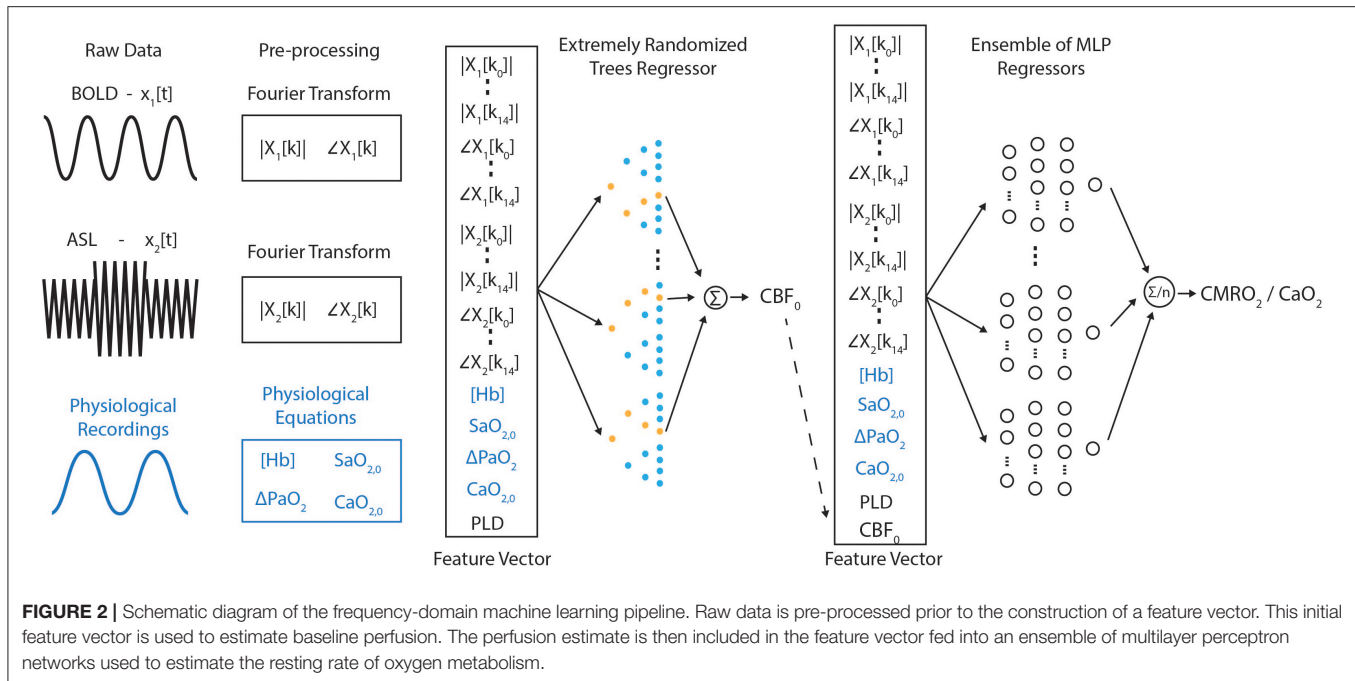 Raw Data
BOLD - x₁[t]
ASL - x₂[t]
Physiological
Recordings
Pre-processing
Fourier Transform
|X₁[k]| ∠X₁[k]
Fourier Transform
|X₂[k]| ∠X₂[k]
Physiological
Equations
[Hb] SaO₂,₀
ΔPaO₂ CaO₂,₀
|X₁[k₀]|
|X₁[k₁₄]|
∠X₁[k₀]
∠X₁[k₁₄]
|X₂[k₀]|
|X₂[k₁₄]|
∠X₂[k₀]
∠X₂[k₁₄]
[Hb]
SaO₂,₀
ΔPaO₂
CaO₂,₀
PLD
Feature Vector
Extremely Randomized
Trees Regressor
Σ
CBF₀
|X₁[k₀]|
|X₁[k₁₄]|
∠X₁[k₀]
∠X₁[k₁₄]
|X₂[k₀]|
|X₂[k₁₄]|
∠X₂[k₀]
∠X₂[k₁₄]
[Hb]
SaO₂,₀
ΔPaO₂
CaO₂,₀
PLD
CBF₀
Feature Vector
Ensemble of MLP
Regressors
Σ/n
CMRO₂ / CaO₂
FIGURE 2 | Schematic diagram of the frequency-domain machine learning pipeline. Raw data is pre-processed prior to the construction of a feature vector. This initial
feature vector is used to estimate baseline perfusion. The perfusion estimate is then included in the feature vector fed into an ensemble of multilayer perceptron
networks used to estimate the resting rate of oxygen metabolism.